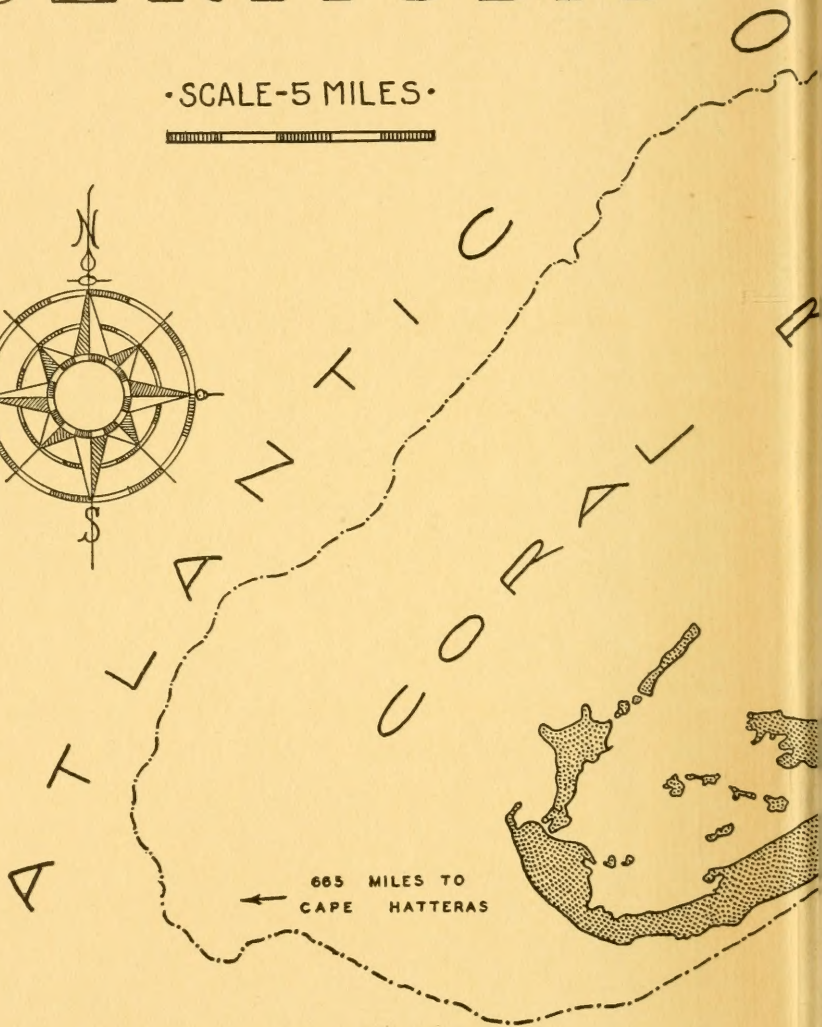 ·SCALE-5 MILES·
N
S
ATLANTIC O
CORAL R
665 MILES TO
CAPE HATTERAS